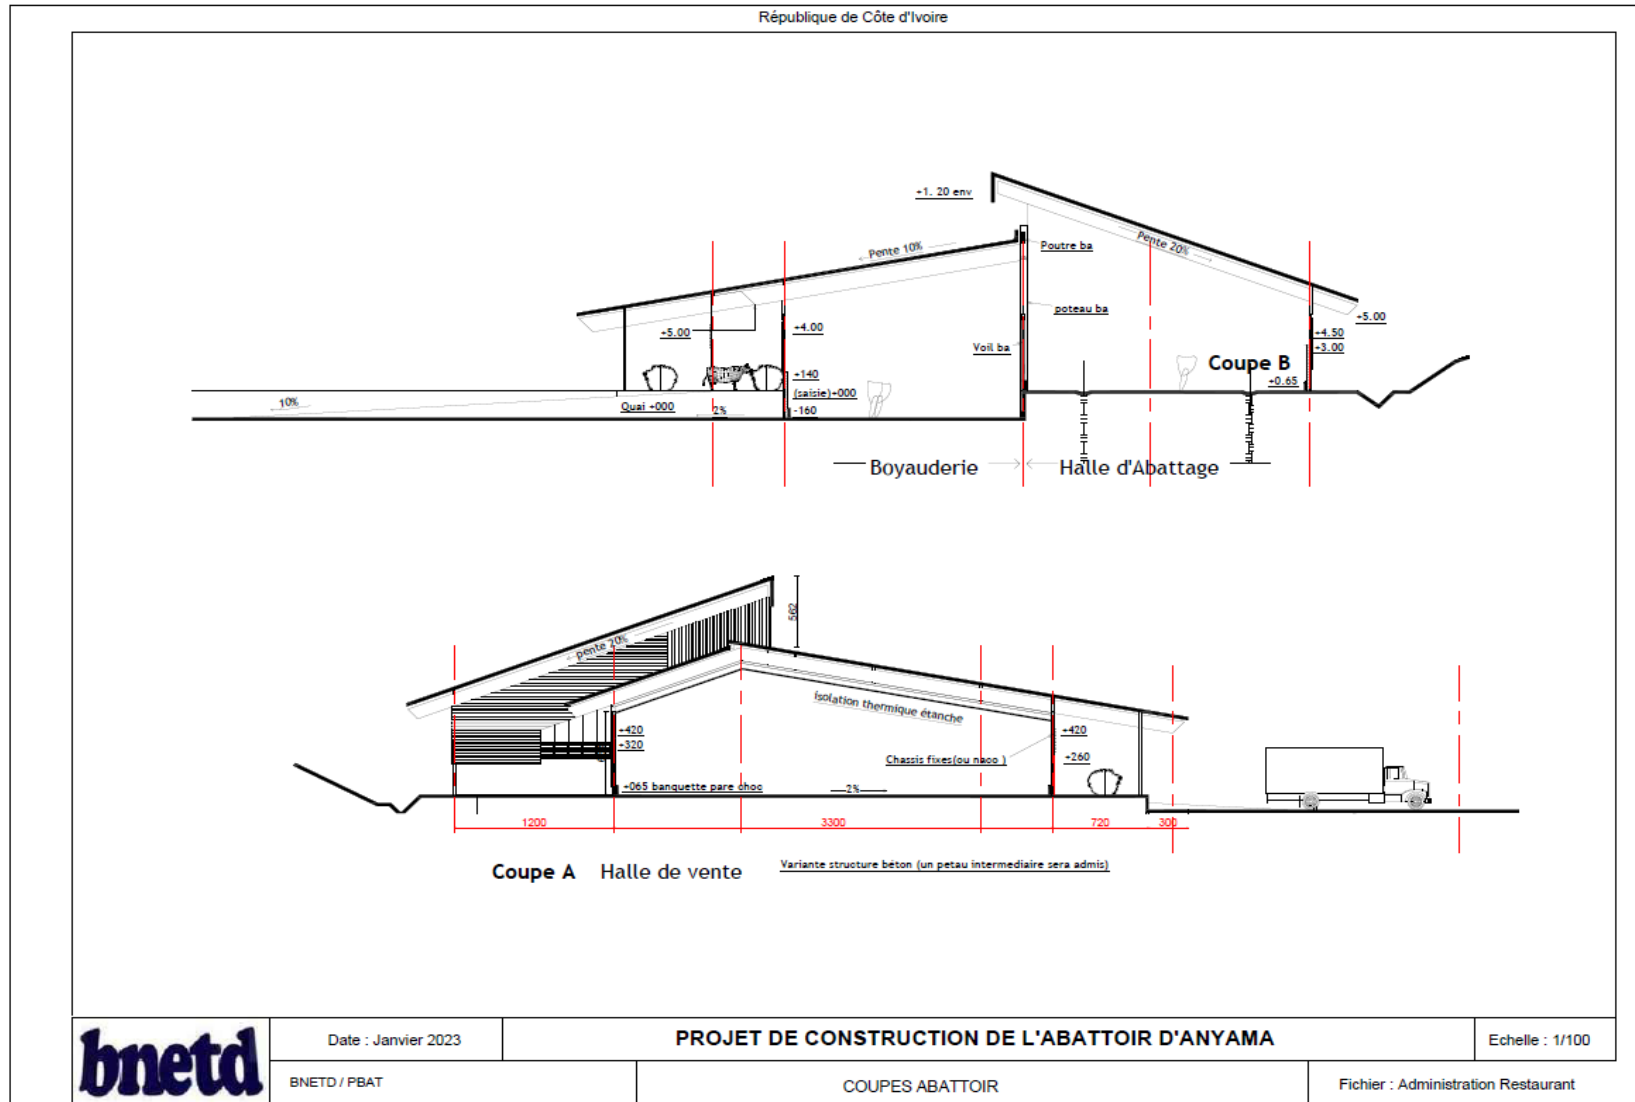 République de Côte d'Ivoire
+1. 20 env
Pente 10%
Poutre ba
Pente 20%
+5.00
+4.00
poteau ba
+5.00
+4.50
Voil ba
+3.00
Coupe B
+140
+0.65
(saisie)+000
10%
Quai +000
2%
-160
Boyauderie
Halle d'Abattage
562
pente 20%
isolation thermique étanche
+420
+320
+420
Chassis fixes(ou naco )
+260
+065 banquette pare choc
2%
1200
3300
720
300
Coupe A Halle de vente
Variante structure béton (un petau intermediaire sera admis)
bnetd
Date : Janvier 2023
PROJET DE CONSTRUCTION DE L'ABATTOIR D'ANYAMA
Echelle : 1/100
BNETD / PBAT
COUPES ABATTOIR
Fichier : Administration Restaurant